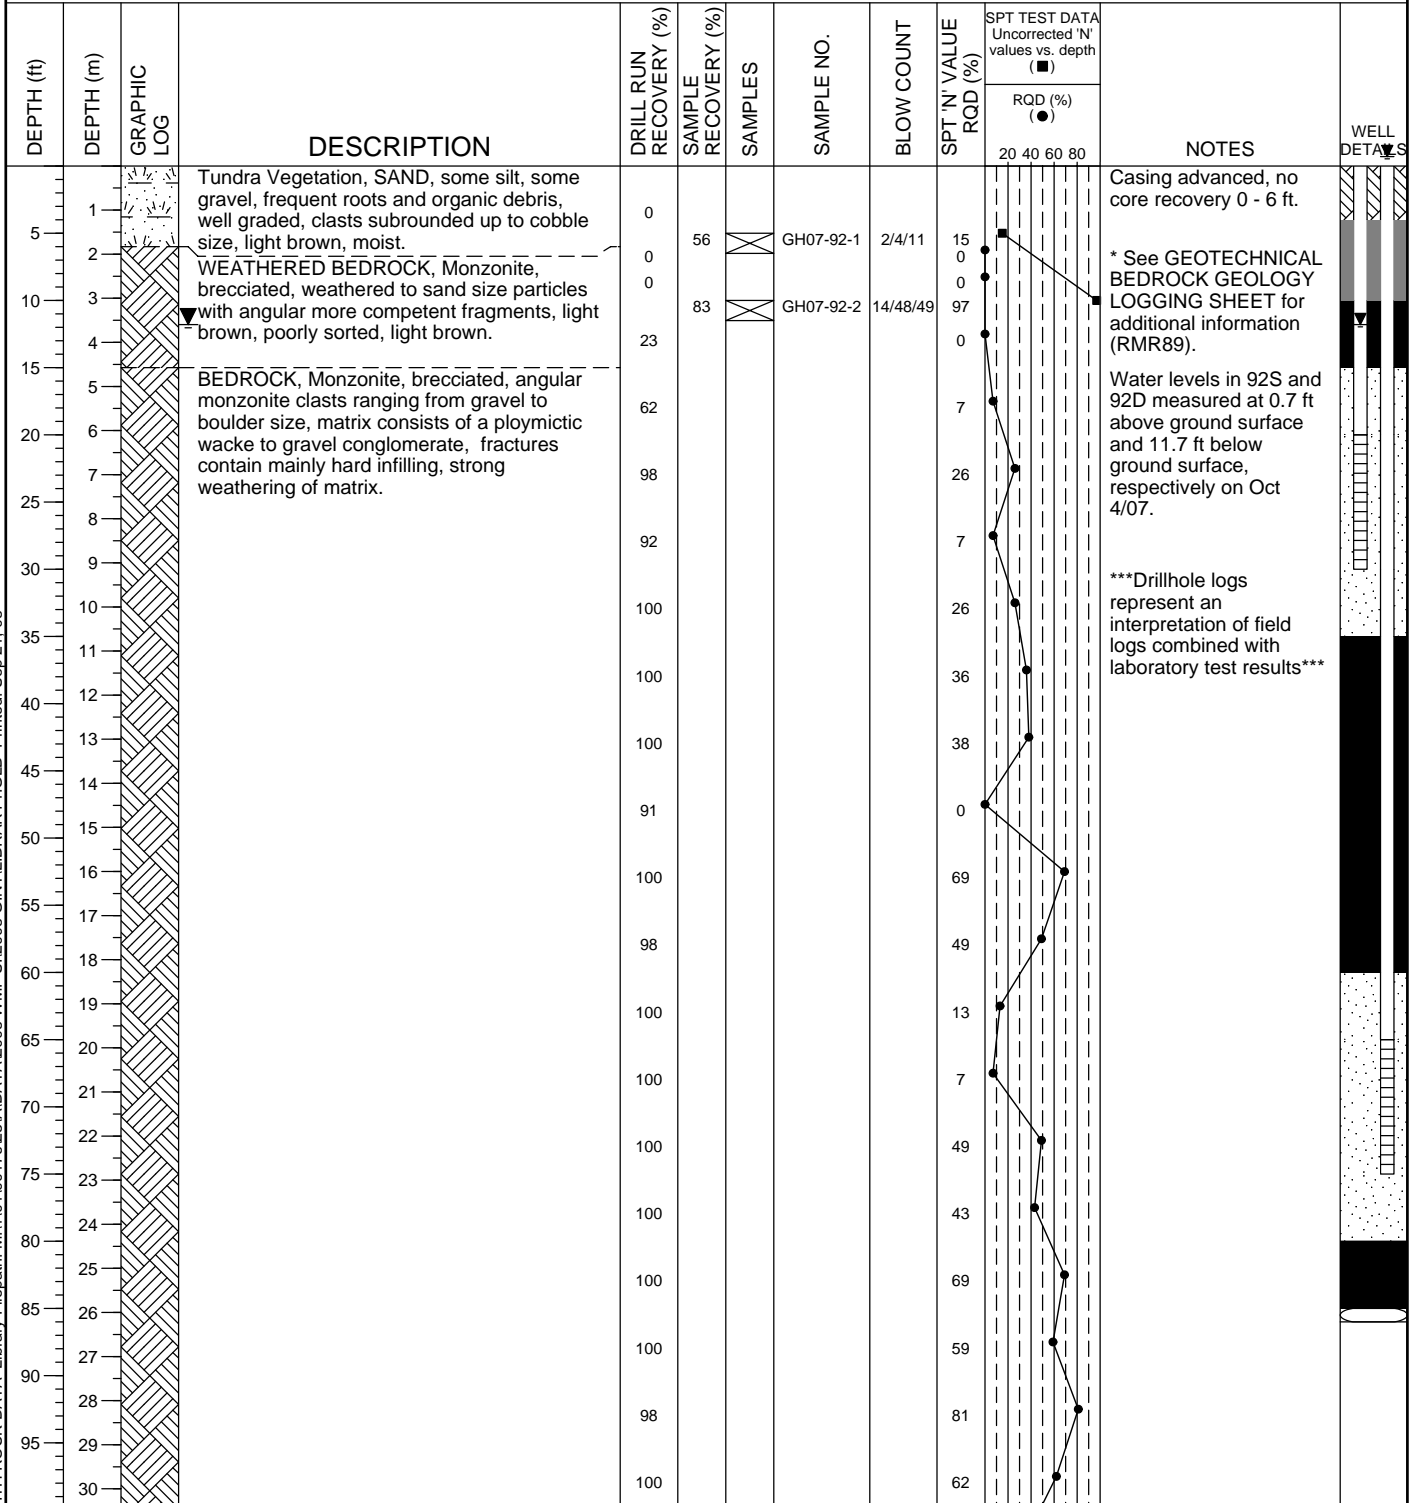 DEPTH (ft)
DEPTH (m)
GRAPHIC
LOG
DESCRIPTION
DRILL RUN
RECOVERY (%)
SAMPLE
RECOVERY (%)
SAMPLES
SAMPLE NO.
BLOW COUNT
SPT 'N' VALUE
RQD (%)
SPT TEST DATA
Uncorrected 'N'
values vs. depth
( ■ )
RQD (%)
( ● )
20 40 60 80
NOTES
WELL
DETAILS
Tundra Vegetation, SAND, some silt, some
gravel, frequent roots and organic debris,
well graded, clasts subrounded up to cobble
size, light brown, moist.
WEATHERED BEDROCK, Monzonite,
brecciated, weathered to sand size particles
with angular more competent fragments, light
brown, poorly sorted, light brown.
BEDROCK, Monzonite, brecciated, angular
monzonite clasts ranging from gravel to
boulder size, matrix consists of a ploymictic
wacke to gravel conglomerate, fractures
contain mainly hard infilling, strong
weathering of matrix.
Casing advanced, no
core recovery 0 - 6 ft.
* See GEOTECHNICAL
BEDROCK GEOLOGY
LOGGING SHEET for
additional information
(RMR89).
Water levels in 92S and
92D measured at 0.7 ft
above ground surface
and 11.7 ft below
ground surface,
respectively on Oct
4/07.
***Drillhole logs
represent an
interpretation of field
logs combined with
laboratory test results***
5
10
15
20
25
30
35
40
45
50
55
60
65
70
75
80
85
90
95
1
2
3
4
5
6
7
8
9
10
11
12
13
14
15
16
17
18
19
20
21
22
23
24
25
26
27
28
29
30
0
56 GH07-92-1 2/4/11 15
0 0
0 0
83 GH07-92-2 14/48/49 97
23 0
62 7
98 26
92 7
100 26
100 36
100 38
91 0
100 69
98 49
100 13
100 7
100 49
100 43
100 69
100 59
98 81
100 62